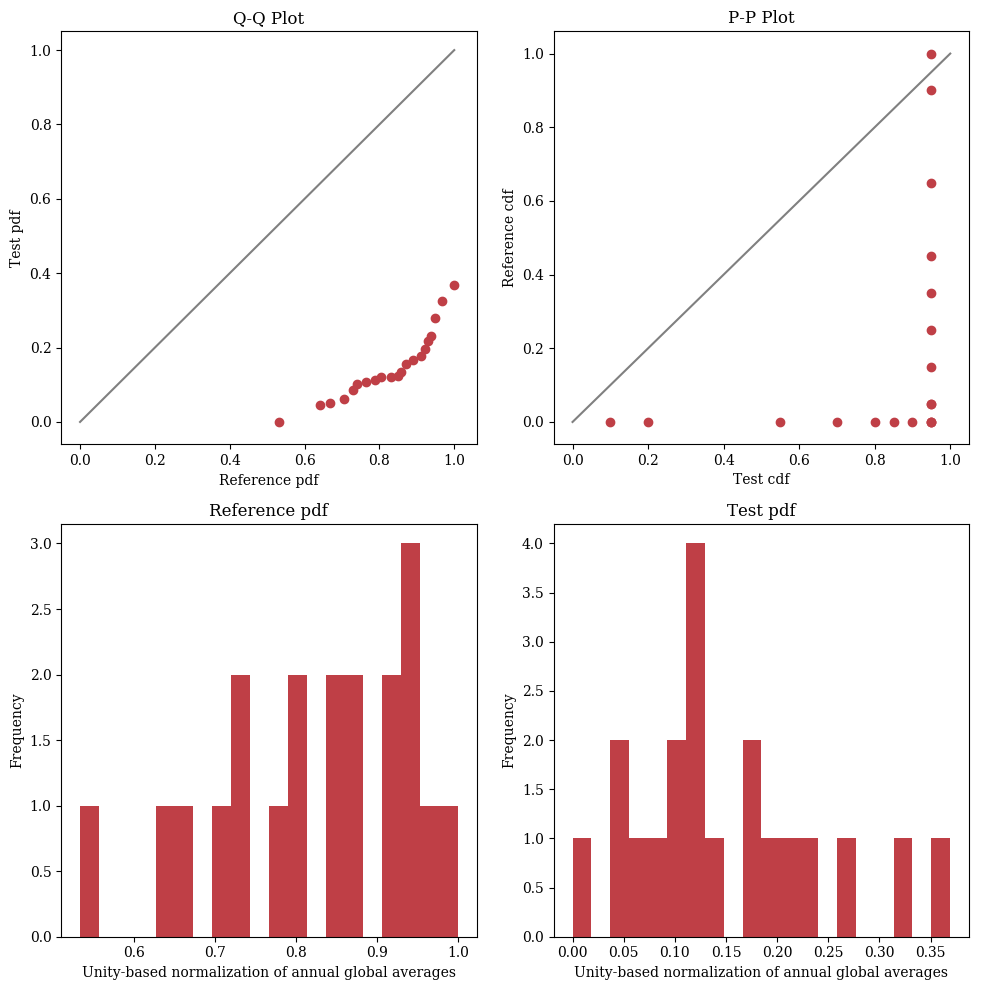 Q-Q Plot
1.0
0.8
0.6
0.4
0.2
0.0
Test pdf
0.0 0.2 0.4 0.6 0.8 1.0
Reference pdf
P-P Plot
1.0
0.8
0.6
0.4
0.2
0.0
Reference cdf
0.0 0.2 0.4 0.6 0.8 1.0
Test cdf
Reference pdf
3.0
2.5
2.0
1.5
1.0
0.5
0.0
Frequency
0.6 0.7 0.8 0.9 1.0
Unity-based normalization of annual global averages
Test pdf
4.0
3.5
3.0
2.5
2.0
1.5
1.0
0.5
0.0
Frequency
0.00 0.05 0.10 0.15 0.20 0.25 0.30 0.35
Unity-based normalization of annual global averages